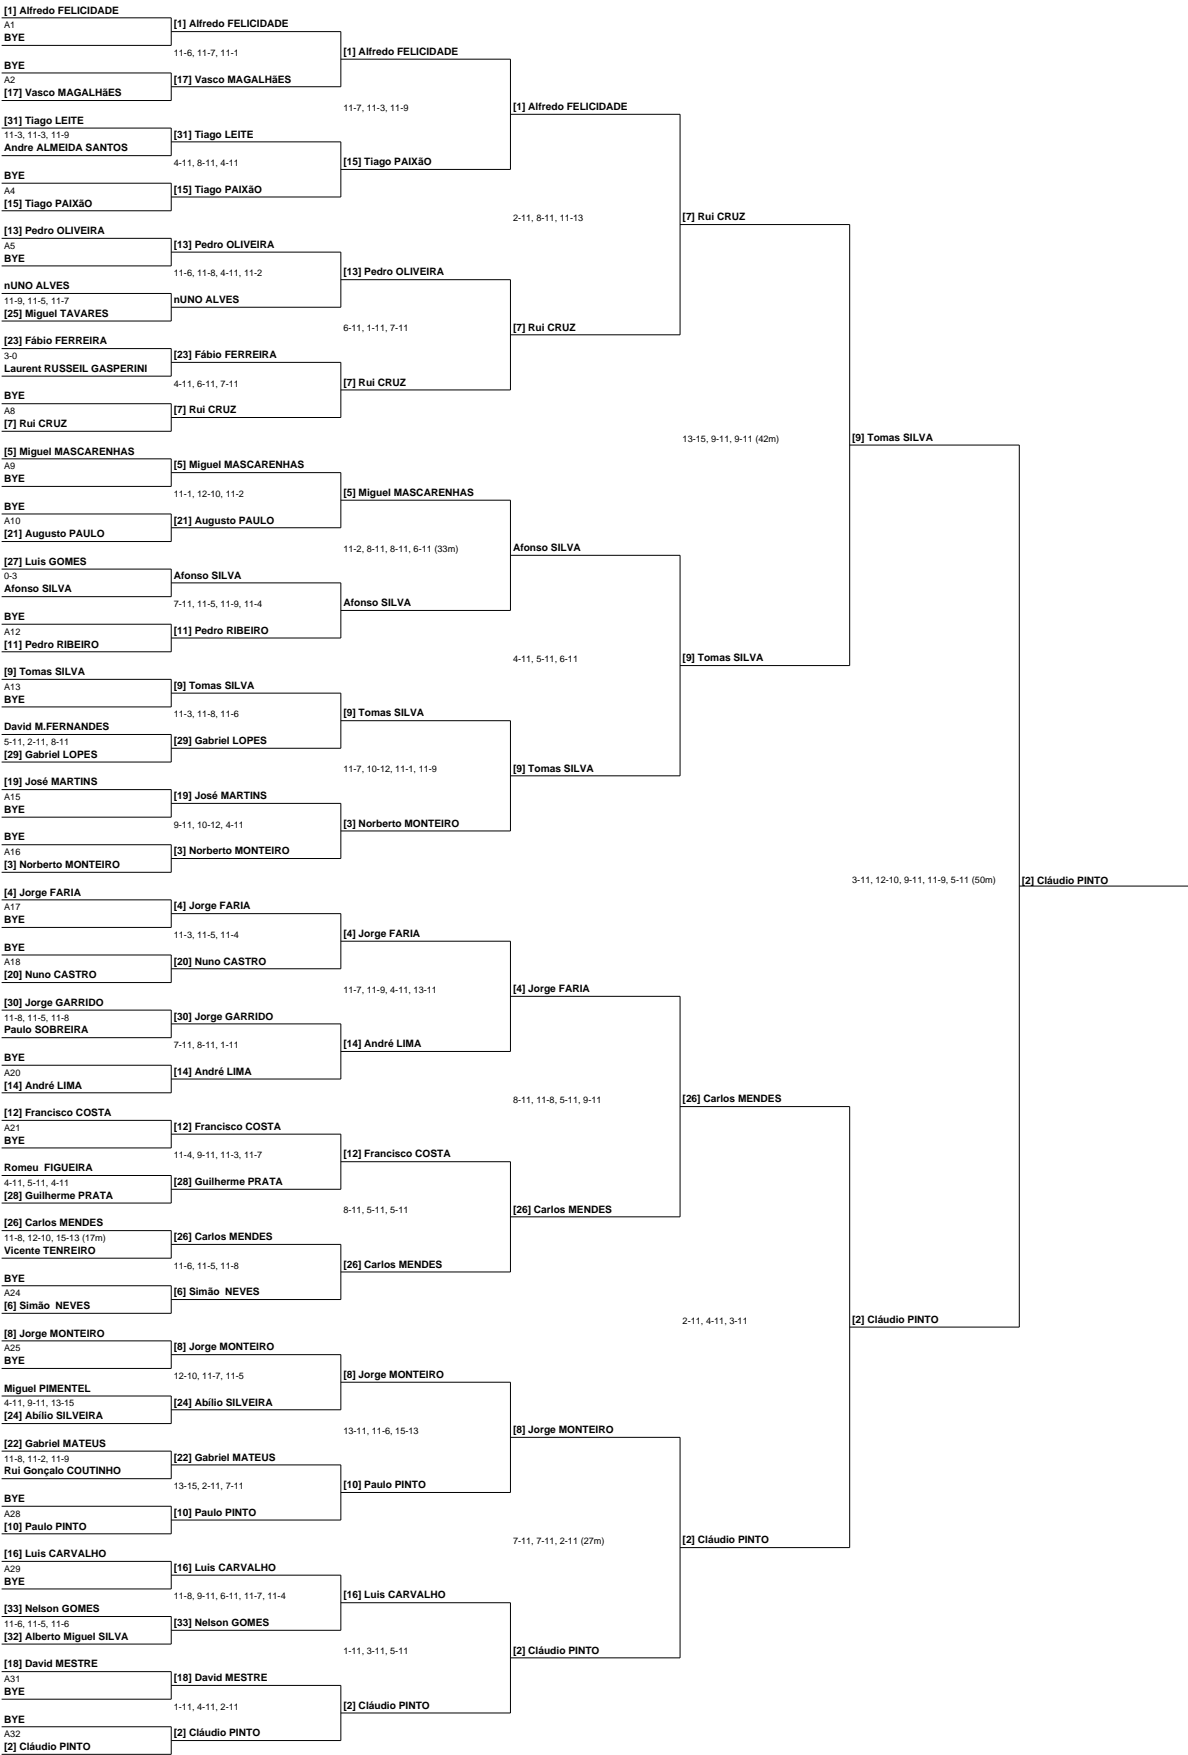 [1] Alfredo FELICIDADE
A1
BYE
BYE
A2
[17] Vasco MAGALHãES
[31] Tiago LEITE
11-3, 11-3, 11-9
Andre ALMEIDA SANTOS
BYE
A4
[15] Tiago PAIXãO
[13] Pedro OLIVEIRA
A5
BYE
nUNO ALVES
11-9, 11-5, 11-7
[25] Miguel TAVARES
[23] Fábio FERREIRA
3-0
Laurent RUSSEIL GASPERINI
BYE
A8
[7] Rui CRUZ
[5] Miguel MASCARENHAS
A9
BYE
BYE
A10
[21] Augusto PAULO
[27] Luis GOMES
0-3
Afonso SILVA
BYE
A12
[11] Pedro RIBEIRO
[9] Tomas SILVA
A13
BYE
David M.FERNANDES
5-11, 2-11, 8-11
[29] Gabriel LOPES
[19] José MARTINS
A15
BYE
BYE
A16
[3] Norberto MONTEIRO
[4] Jorge FARIA
A17
BYE
BYE
A18
[20] Nuno CASTRO
[30] Jorge GARRIDO
11-8, 11-5, 11-8
Paulo SOBREIRA
BYE
A20
[14] André LIMA
[12] Francisco COSTA
A21
BYE
Romeu  FIGUEIRA
4-11, 5-11, 4-11
[28] Guilherme PRATA
[26] Carlos MENDES
11-8, 12-10, 15-13 (17m)
Vicente TENREIRO
BYE
A24
[6] Simão  NEVES
[8] Jorge MONTEIRO
A25
BYE
Miguel PIMENTEL
4-11, 9-11, 13-15
[24] Abílio SILVEIRA
[22] Gabriel MATEUS
11-8, 11-2, 11-9
Rui Gonçalo COUTINHO
BYE
A28
[10] Paulo PINTO
[16] Luis CARVALHO
A29
BYE
[33] Nelson GOMES
11-6, 11-5, 11-6
[32] Alberto Miguel SILVA
[18] David MESTRE
A31
BYE
BYE
A32
[2] Cláudio PINTO
[1] Alfredo FELICIDADE
11-6, 11-7, 11-1
[17] Vasco MAGALHãES
[31] Tiago LEITE
4-11, 8-11, 4-11
[15] Tiago PAIXãO
[13] Pedro OLIVEIRA
11-6, 11-8, 4-11, 11-2
nUNO ALVES
[23] Fábio FERREIRA
4-11, 6-11, 7-11
[7] Rui CRUZ
[5] Miguel MASCARENHAS
11-1, 12-10, 11-2
[21] Augusto PAULO
Afonso SILVA
7-11, 11-5, 11-9, 11-4
[11] Pedro RIBEIRO
[9] Tomas SILVA
11-3, 11-8, 11-6
[29] Gabriel LOPES
[19] José MARTINS
9-11, 10-12, 4-11
[3] Norberto MONTEIRO
[4] Jorge FARIA
11-3, 11-5, 11-4
[20] Nuno CASTRO
[30] Jorge GARRIDO
7-11, 8-11, 1-11
[14] André LIMA
[12] Francisco COSTA
11-4, 9-11, 11-3, 11-7
[28] Guilherme PRATA
[26] Carlos MENDES
11-6, 11-5, 11-8
[6] Simão  NEVES
[8] Jorge MONTEIRO
12-10, 11-7, 11-5
[24] Abílio SILVEIRA
[22] Gabriel MATEUS
13-15, 2-11, 7-11
[10] Paulo PINTO
[16] Luis CARVALHO
11-8, 9-11, 6-11, 11-7, 11-4
[33] Nelson GOMES
[18] David MESTRE
1-11, 4-11, 2-11
[2] Cláudio PINTO
[1] Alfredo FELICIDADE
11-7, 11-3, 11-9
[15] Tiago PAIXãO
[13] Pedro OLIVEIRA
6-11, 1-11, 7-11
[7] Rui CRUZ
[5] Miguel MASCARENHAS
11-2, 8-11, 8-11, 6-11 (33m)
Afonso SILVA
[9] Tomas SILVA
11-7, 10-12, 11-1, 11-9
[3] Norberto MONTEIRO
[4] Jorge FARIA
11-7, 11-9, 4-11, 13-11
[14] André LIMA
[12] Francisco COSTA
8-11, 5-11, 5-11
[26] Carlos MENDES
[8] Jorge MONTEIRO
13-11, 11-6, 15-13
[10] Paulo PINTO
[16] Luis CARVALHO
1-11, 3-11, 5-11
[2] Cláudio PINTO
[1] Alfredo FELICIDADE
2-11, 8-11, 11-13
[7] Rui CRUZ
Afonso SILVA
4-11, 5-11, 6-11
[9] Tomas SILVA
[4] Jorge FARIA
8-11, 11-8, 5-11, 9-11
[26] Carlos MENDES
[8] Jorge MONTEIRO
7-11, 7-11, 2-11 (27m)
[2] Cláudio PINTO
[7] Rui CRUZ
13-15, 9-11, 9-11 (42m)
[9] Tomas SILVA
[26] Carlos MENDES
2-11, 4-11, 3-11
[2] Cláudio PINTO
[9] Tomas SILVA
3-11, 12-10, 9-11, 11-9, 5-11 (50m)
[2] Cláudio PINTO
[2] Cláudio PINTO